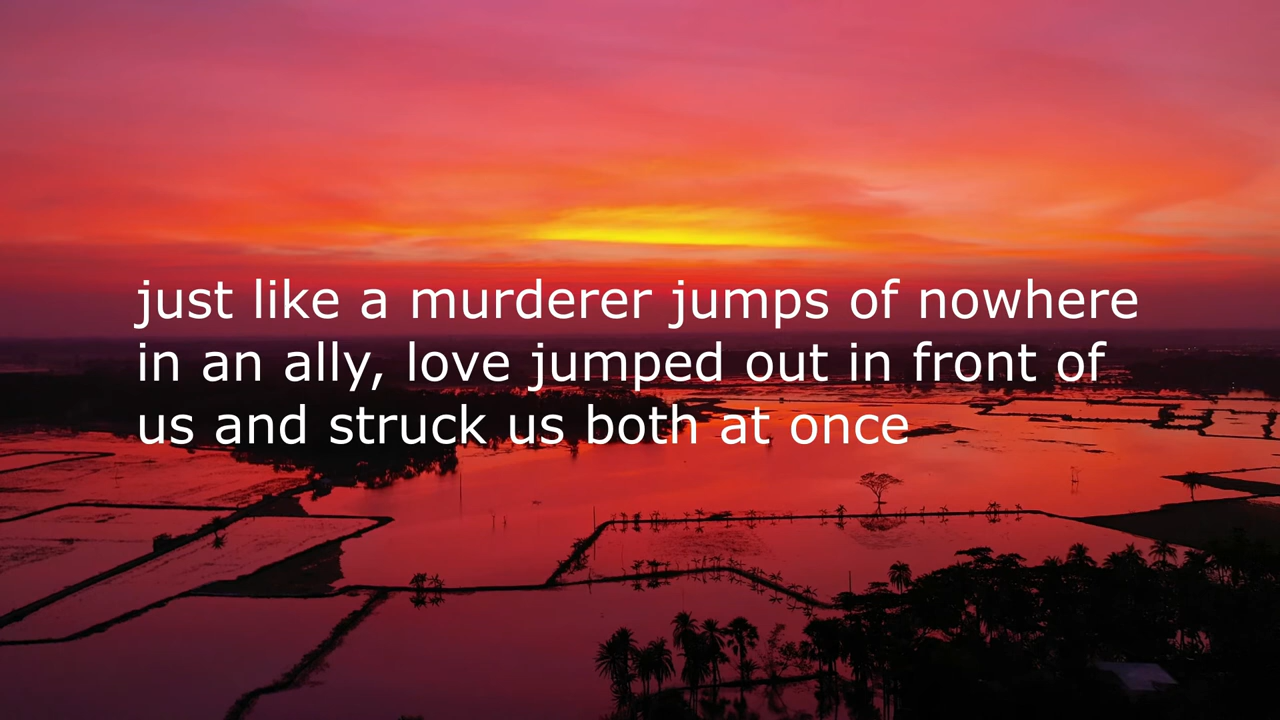 just like a murderer jumps of nowhere
in an ally, love jumped out in front of
us and struck us both at once